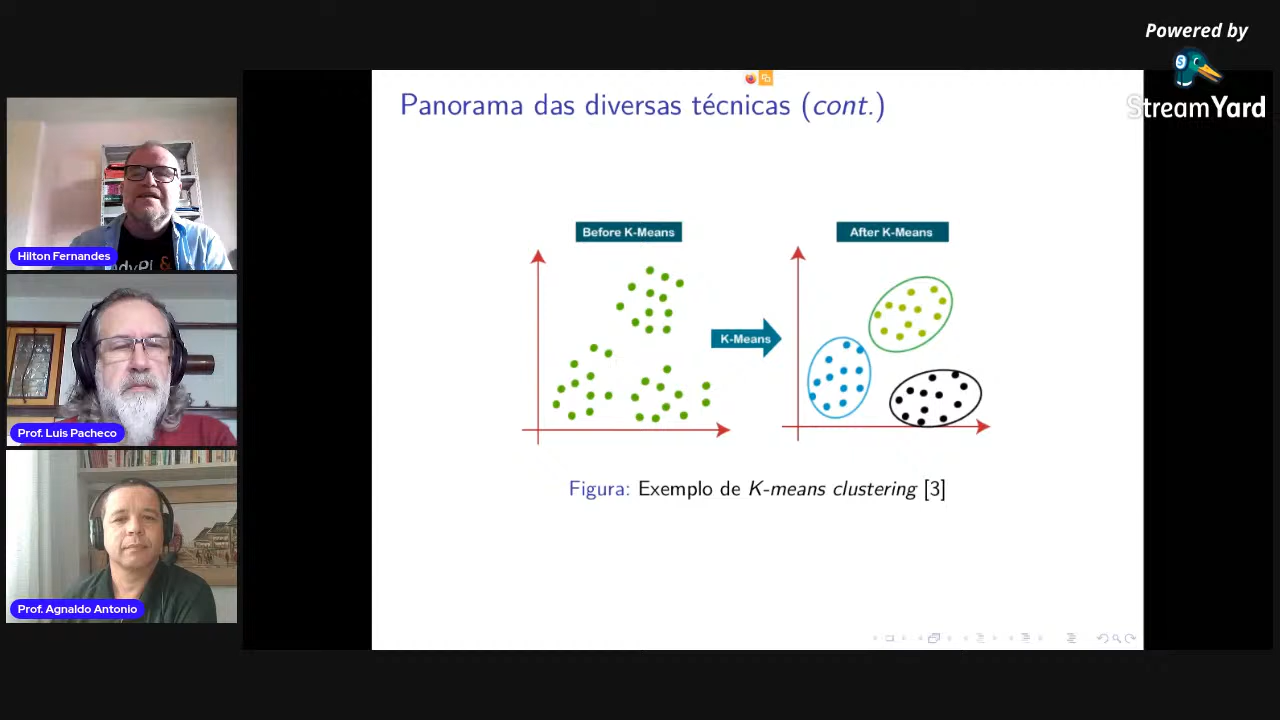 Powered by
StreamYard
Panorama das diversas técnicas (cont.)
Before K-Means
After K-Means
K-Means
Figura: Exemplo de K-means clustering [3]
Hilton Fernandes
Prof. Luis Pacheco
Prof. Agnaldo Antonio